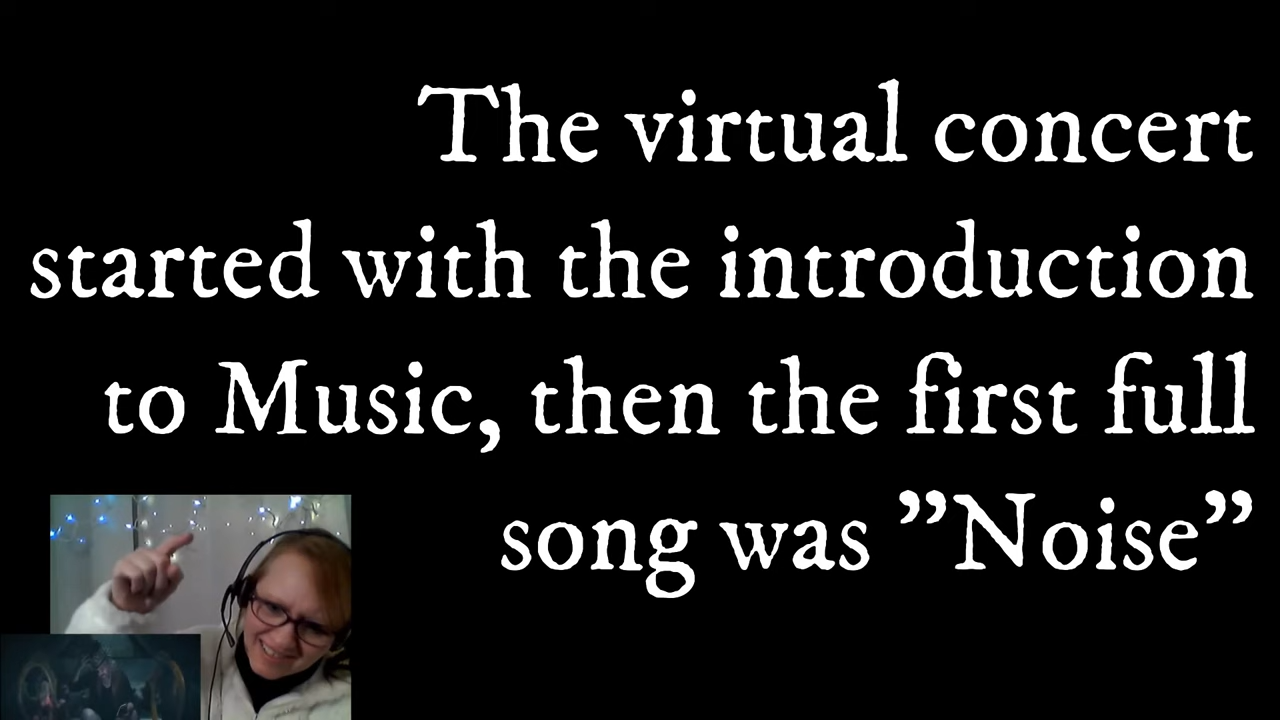 The virtual concert
started with the introduction
to Music, then the first full
song was ”Noise”